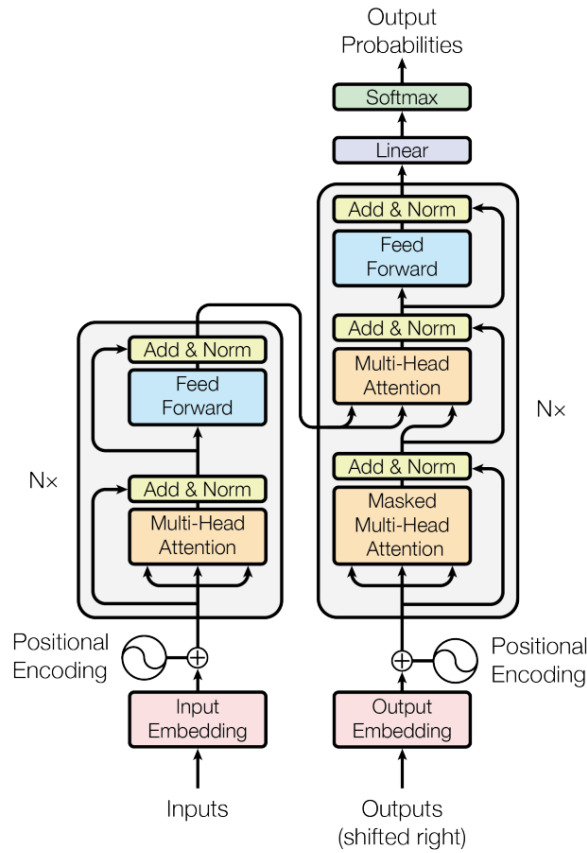 Output
Probabilities
Softmax
Linear
Add & Norm
Feed
Forward
Add & Norm
Multi-Head
Attention
Add & Norm
Masked
Multi-Head
Attention
N×
Add & Norm
Feed
Forward
Add & Norm
Multi-Head
Attention
N×
Positional
Encoding
Positional
Encoding
Input
Embedding
Output
Embedding
Inputs
Outputs
(shifted right)